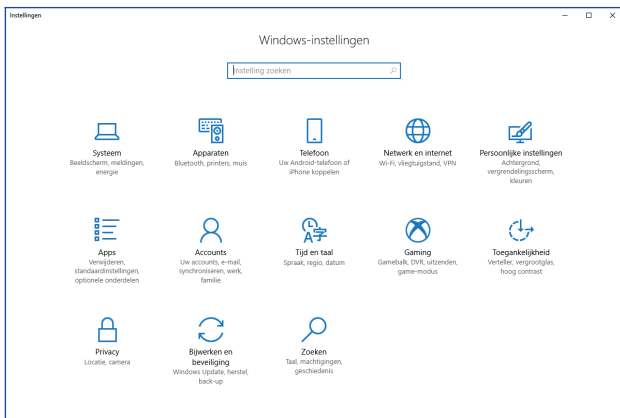 Instellingen
Windows-instellingen
Instelling zoeken
Systeem
Beeldscherm, meldingen,
energie
Apparaten
Bluetooth, printers, muis
Telefoon
Uw Android-telefoon of
iPhone koppelen
Netwerk en internet
Wi-Fi, vliegtuigstand, VPN
Persoonlijke instellingen
Achtergrond,
vergrendelingsscherm,
kleuren
Apps
Verwijderen,
standaardinstellingen,
optionele onderdelen
Accounts
Uw accounts, e-mail,
synchroniseren, werk,
familie
Tijd en taal
Spraak, regio, datum
Gaming
Gamebalk, DVR, uitzenden,
game-modus
Toegankelijkheid
Verteller, vergrootglas,
hoog contrast
Privacy
Locatie, camera
Bijwerken en
beveiliging
Windows Update, herstel,
back-up
Zoeken
Taal, machtigingen,
geschiedenis